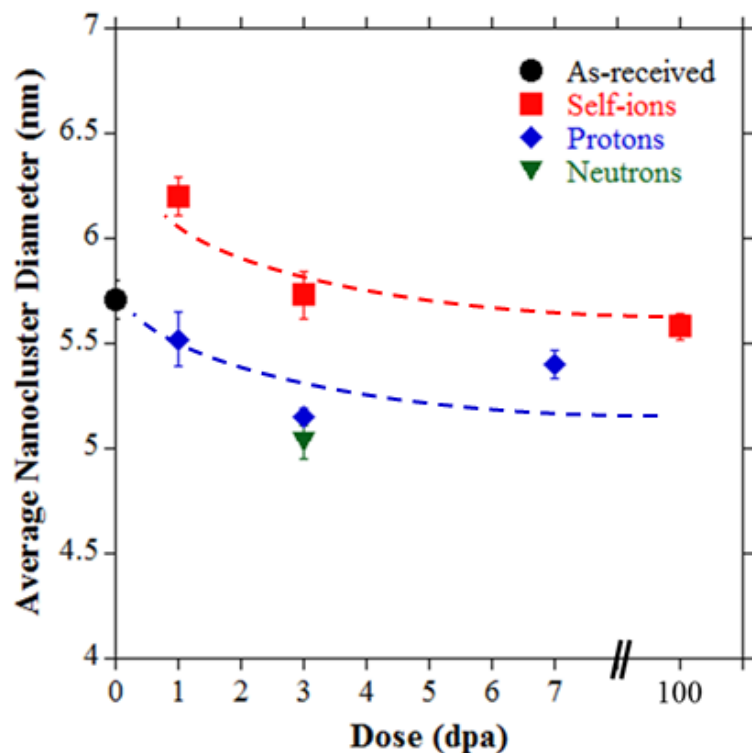 Average Nanocluster Diameter (nm)
7
6.5
6
5.5
5
4.5
4
As-received
Self-ions
Protons
Neutrons
0 1 2 3 4 5 6 7 // 100
Dose (dpa)